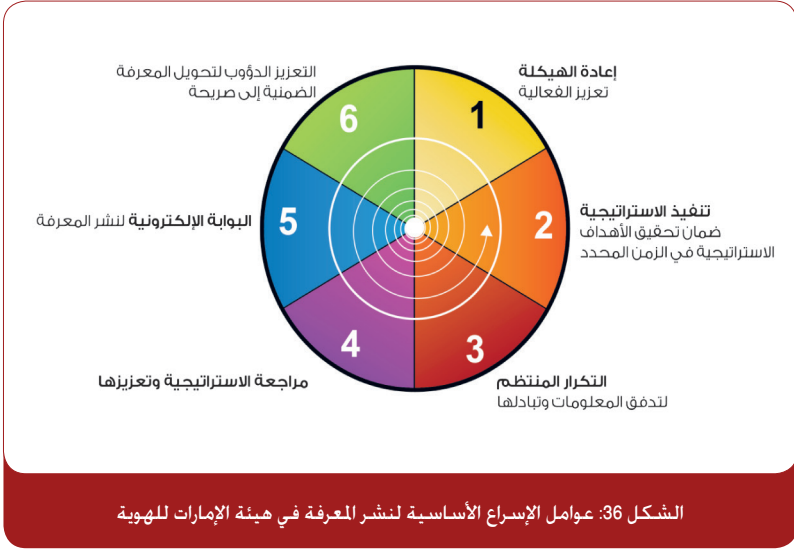 1
إعادة الهيكلة
تعزيز الفعالية
2
تنفيذ الاستراتيجية
ضمان تحقيق الأهداف
الاستراتيجية في الزمن المحدد
3
التكرار المنتظم
لتدفق المعلومات وتبادلها
4
مراجعة الاستراتيجية وتعزيزها
5
البوابة الإلكترونية لنشر المعرفة
6
التعزيز الدؤوب لتحويل المعرفة
الضمنية إلى صريحة
الشكل 36: عوامل الإسراع الأساسية لنشر المعرفة في هيئة الإمارات للهوية